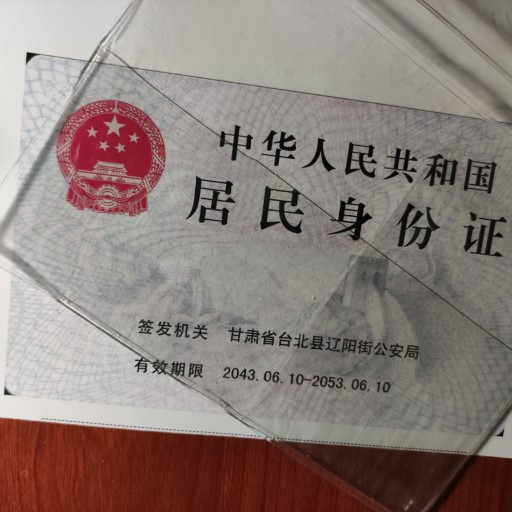 中华人民共和国
居民身份证
签发机关 甘肃省台北县辽阳街公安局
有效期限 2043.06.10-2053.06.10